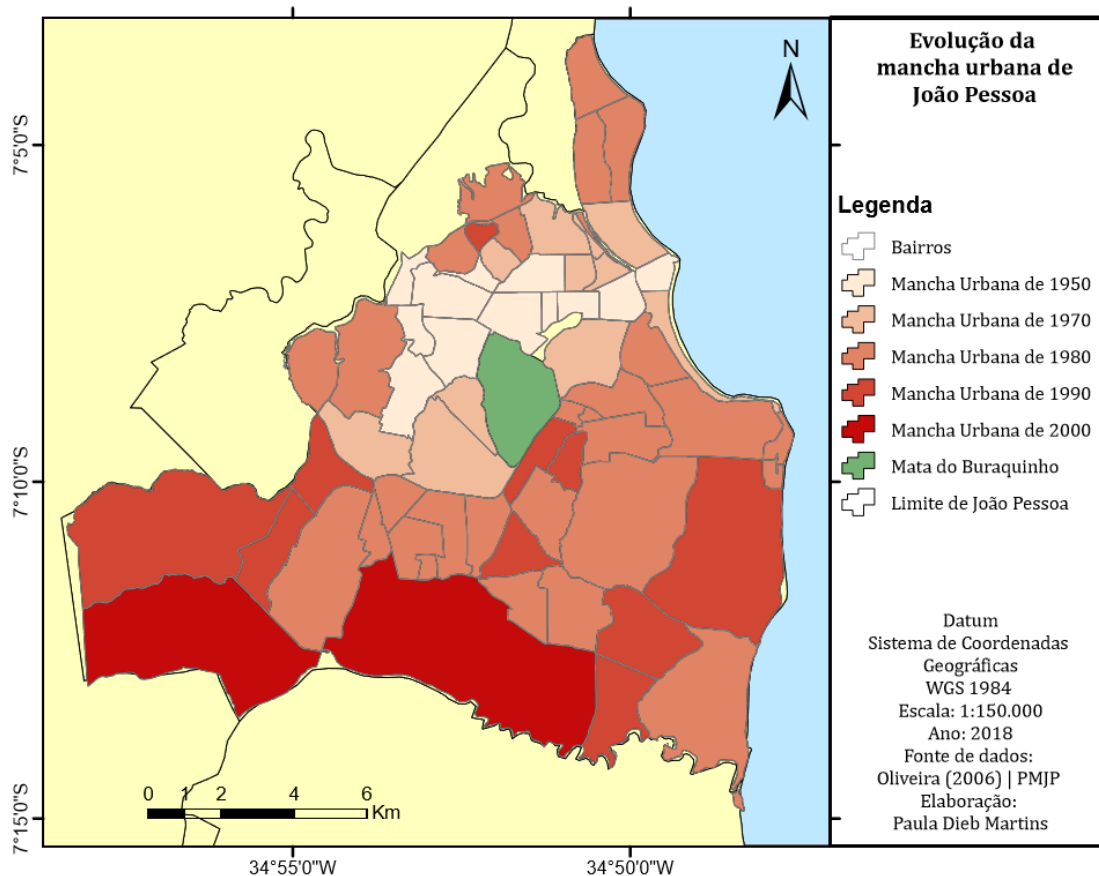 Evolução da
mancha urbana de
João Pessoa
N
Legenda
Bairros
Mancha Urbana de 1950
Mancha Urbana de 1970
Mancha Urbana de 1980
Mancha Urbana de 1990
Mancha Urbana de 2000
Mata do Buraquinho
Limite de João Pessoa
Datum
Sistema de Coordenadas
Geográficas
WGS 1984
Escala: 1:150.000
Ano: 2018
Fonte de dados:
Oliveira (2006) | PMJP
Elaboração:
Paula Dieb Martins
7°5'0"S
7°10'0"S
7°15'0"S
0 1 2 4 6
Km
34°55'0"W 34°50'0"W